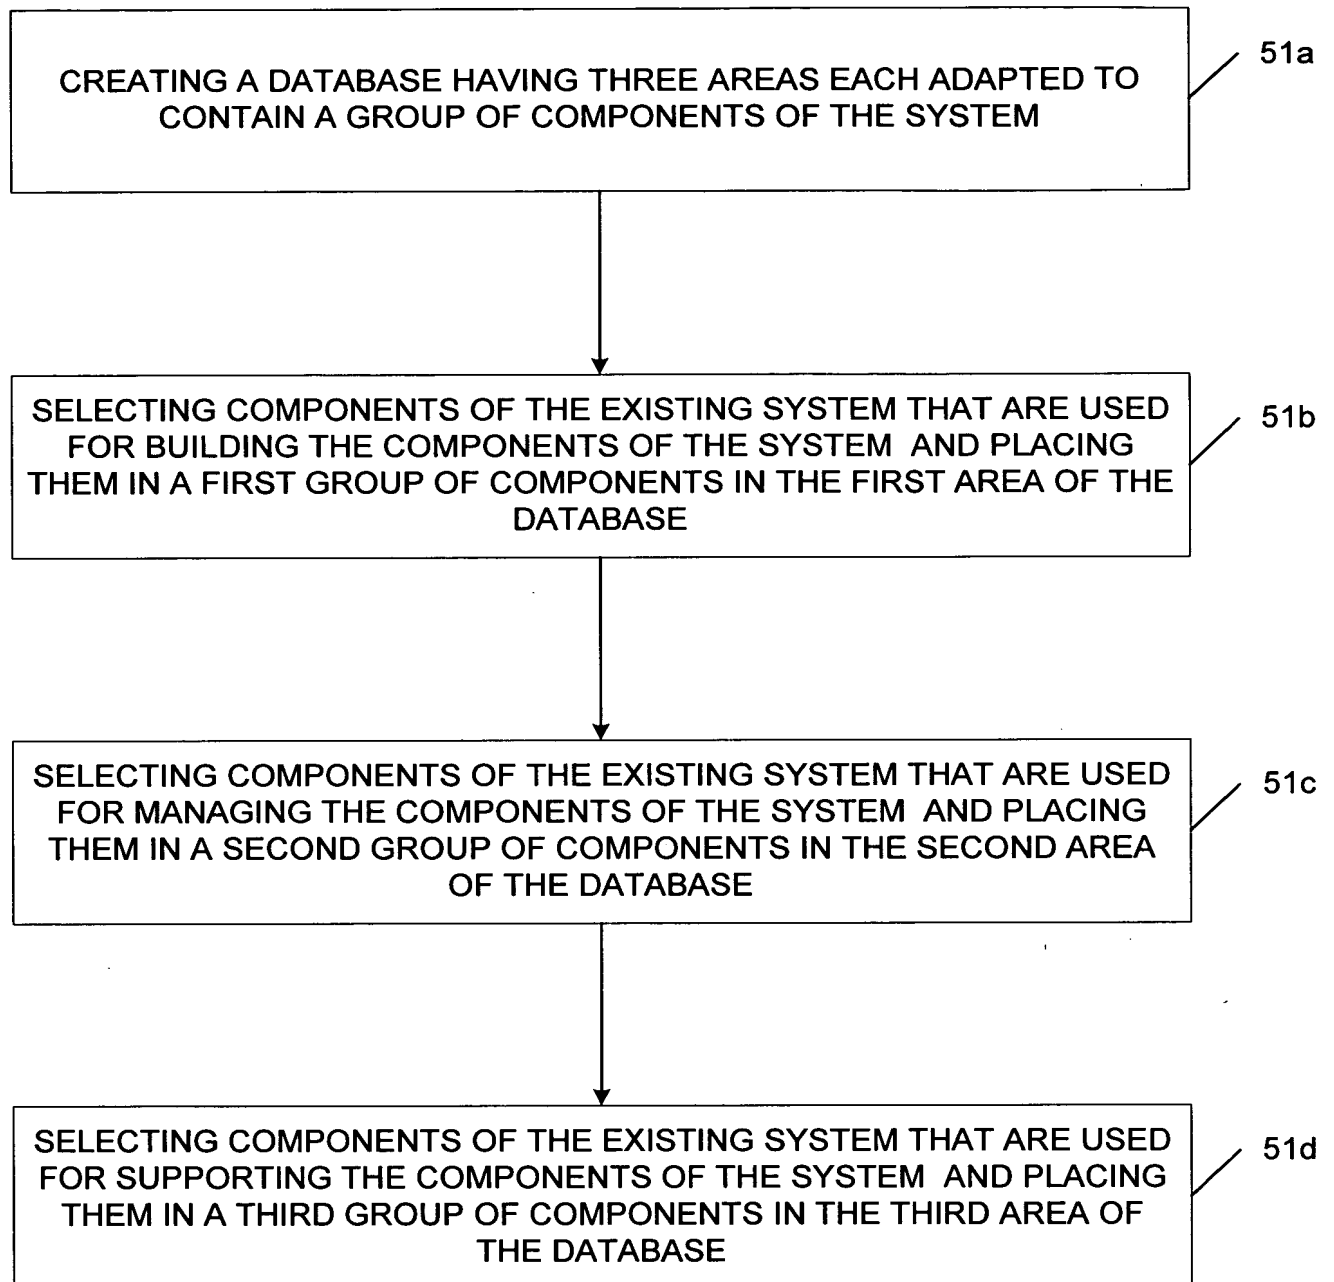 CREATING A DATABASE HAVING THREE AREAS EACH ADAPTED TO
CONTAIN A GROUP OF COMPONENTS OF THE SYSTEM
51a
SELECTING COMPONENTS OF THE EXISTING SYSTEM THAT ARE USED
FOR BUILDING THE COMPONENTS OF THE SYSTEM AND PLACING
THEM IN A FIRST GROUP OF COMPONENTS IN THE FIRST AREA OF THE
DATABASE
51b
SELECTING COMPONENTS OF THE EXISTING SYSTEM THAT ARE USED
FOR MANAGING THE COMPONENTS OF THE SYSTEM AND PLACING
THEM IN A SECOND GROUP OF COMPONENTS IN THE SECOND AREA
OF THE DATABASE
51c
SELECTING COMPONENTS OF THE EXISTING SYSTEM THAT ARE USED
FOR SUPPORTING THE COMPONENTS OF THE SYSTEM AND PLACING
THEM IN A THIRD GROUP OF COMPONENTS IN THE THIRD AREA OF
THE DATABASE
51d